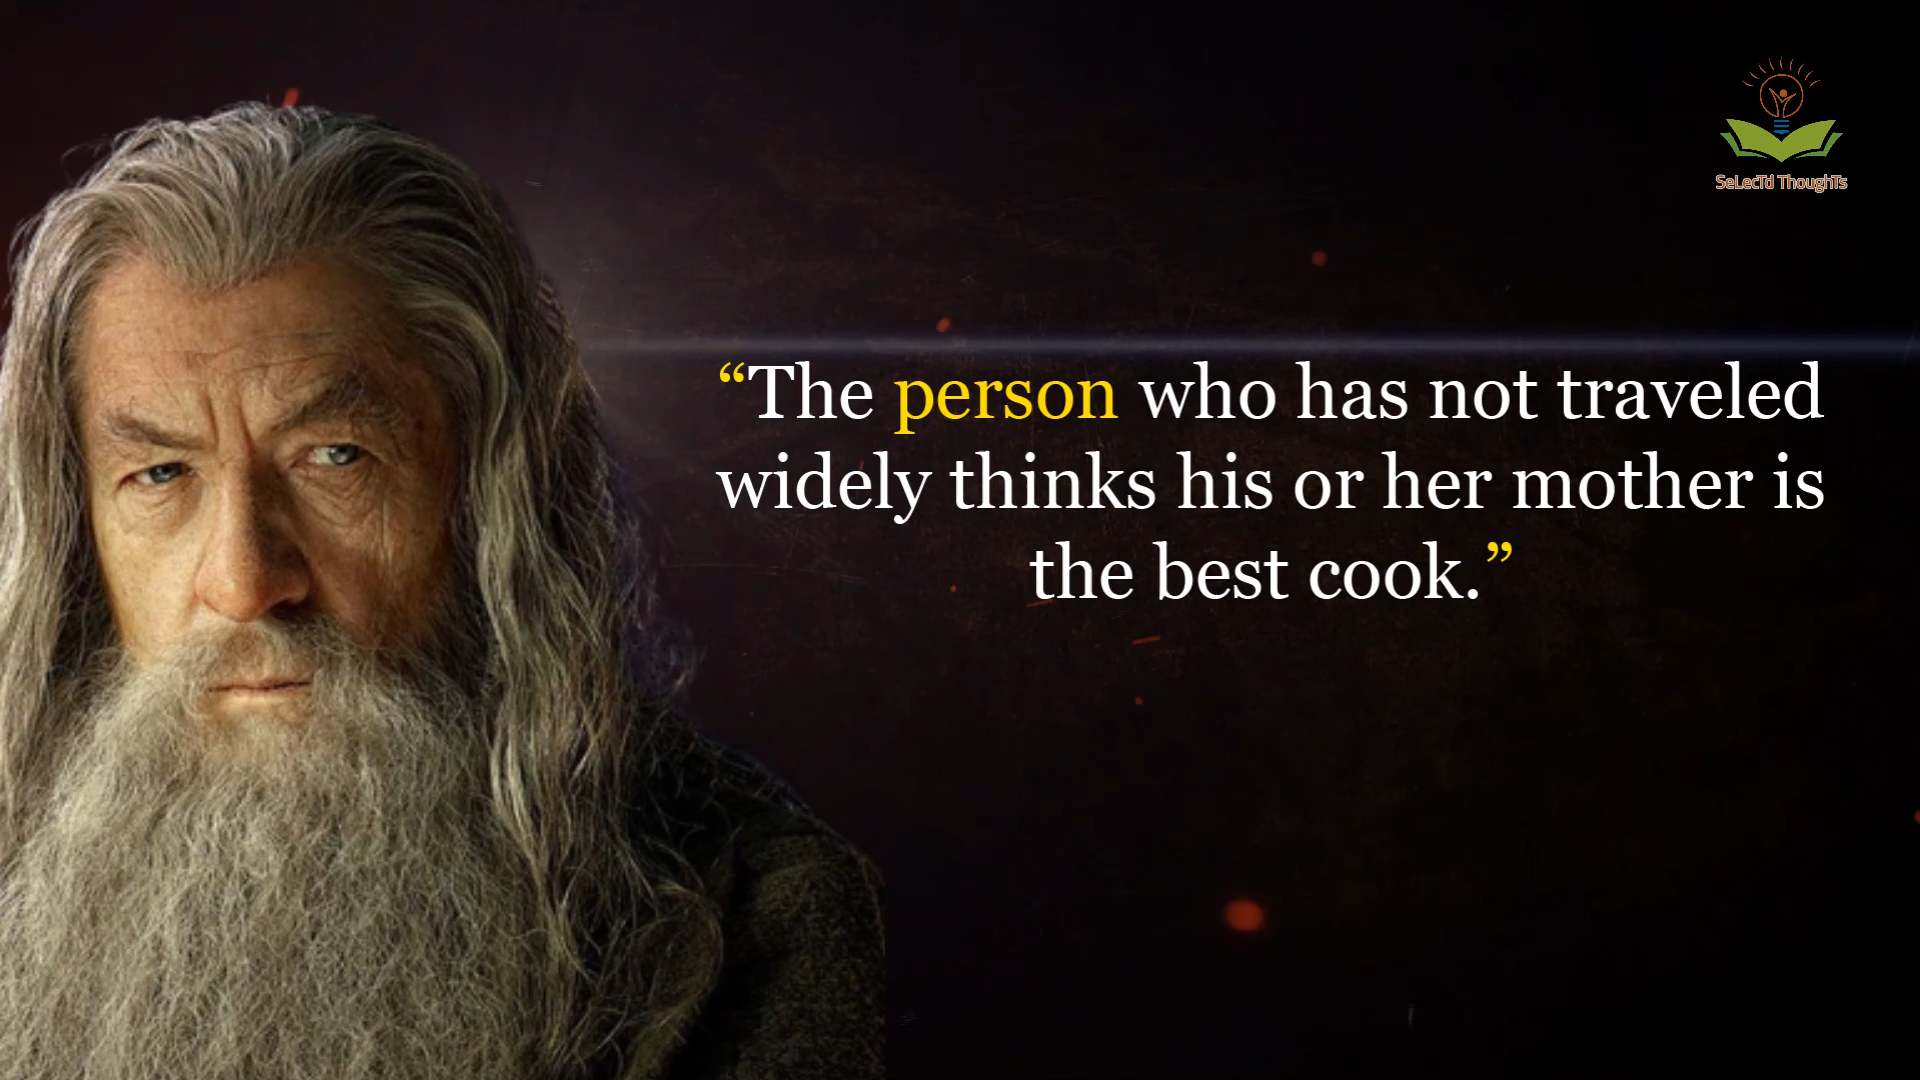 SeLecTd ThoughTs
“The person who has not traveled
widely thinks his or her mother is
the best cook.”